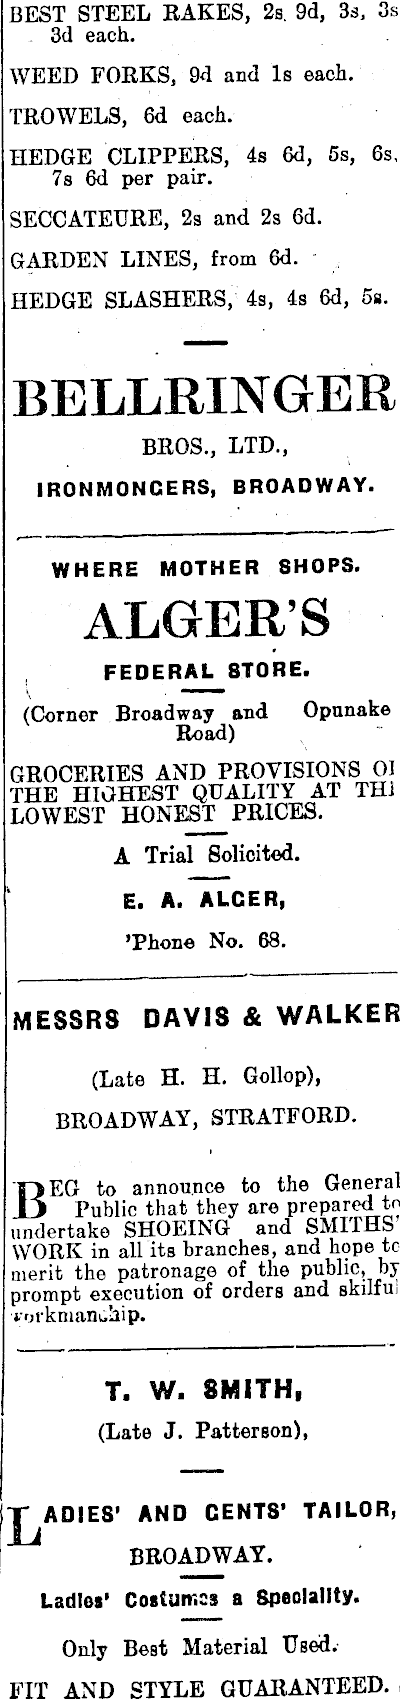 BEST STEEL RAKES, 2s. 9d, 3s, 3s
3d each.
WEED FORKS, 9d and 1s each.
TROWELS, 6d each.
HEDGE CLIPPERS, 4s 6d, 5s, 6s,
7s 6d per pair.
SECCATEURE, 2s and 2s 6d.
GARDEN LINES, from 6d.
HEDGE SLASHERS, 4s, 4s 6d, 5s.
BELLRINGER
BROS., LTD.,
IRONMONGERS, BROADWAY.
WHERE MOTHER SHOPS.
ALGER'S
FEDERAL STORE.
(Corner Broadway and Opunake
Road)
GROCERIES AND PROVISIONS OF
THE HIGHEST QUALITY AT THE
LOWEST HONEST PRICES.
A Trial Solicited.
E. A. ALGER,
'Phone No. 68.
MESSRS DAVIS & WALKER
(Late H. H. Gollop),
BROADWAY, STRATFORD.
BEG to announce to the General
Public that they are prepared to
undertake SHOEING and SMITHS'
WORK in all its branches, and hope to
merit the patronage of the public, by
prompt execution of orders and skilful
workmanship.
T. W. SMITH,
(Late J. Patterson),
LADIES' AND GENTS' TAILOR,
BROADWAY.
Ladies' Costumes a Speciality.
Only Best Material Used.
FIT AND STYLE GUARANTEED.